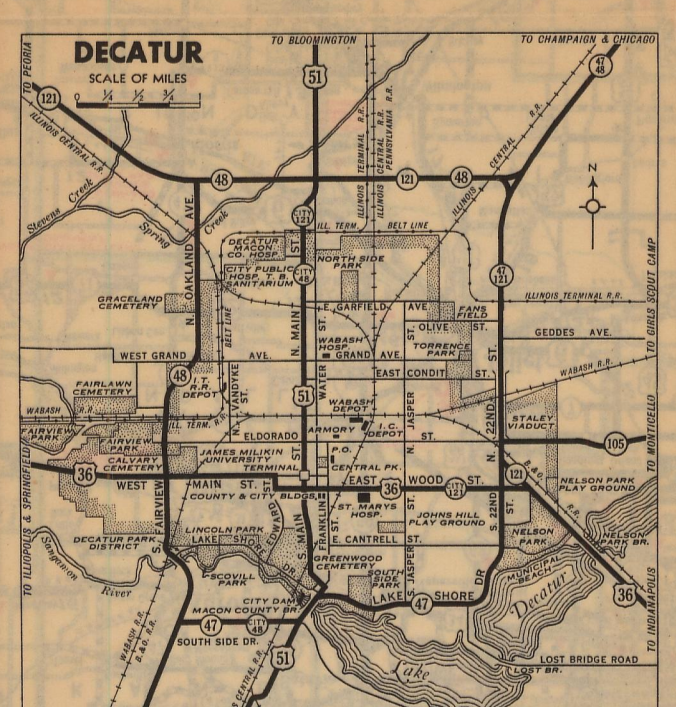 TO BLOOMINGTON
TO CHAMPAIGN & CHICAGO
TO PEORIA
DECATUR
SCALE OF MILES
0 ¼ ½ ¾ 1
51
47
48
121
ILLINOIS CENTRAL R.R.
ILLINOIS TERMINAL R.R.
ILLINOIS CENTRAL R.R.
PENNSYLVANIA R.R.
ILLINOIS CENTRAL R.R.
N
48
121
48
Stevens Creek
Spring Creek
N. OAKLAND AVE.
CITY
121
ILL. TERM. BELT LINE
DECATUR
MACON
CO. HOSP.
CITY PUBLIC
HOSP. T. B.
SANITARIUM
NORTH SIDE
PARK
CITY
48
47
121
GRACELAND
CEMETERY
BELT LINE
N. MAIN ST.
E. GARFIELD AVE.
FANS
FIELD
ILLINOIS TERMINAL R.R.
TO GIRLS SCOUT CAMP
OLIVE ST.
GEDDES AVE.
WABASH
HOSP.
TORRENCE
PARK
WEST GRAND AVE.
GRAND AVE.
EAST CONDIT ST.
WABASH R.R.
48
I.T.
R.R.
DEPOT
FAIRLAWN
CEMETERY
N. VANDYKE ST.
51
WATER ST.
N. JASPER ST.
N. 22ND ST.
WABASH R.R.
ILL. TERM. R.R.
WABASH
DEPOT
STALEY
VIADUCT
FAIRVIEW
PARK
FAIRVIEW
PARK
ARMORY
I.C.
DEPOT
ELDORADO ST.
105
TO MONTICELLO
CALVARY
CEMETERY
JAMES MILIKIN
UNIVERSITY
TERMINAL
P.O.
CENTRAL PK.
B.&O. R.R.
121
36
WEST MAIN ST.
EAST WOOD ST.
36
CITY
121
NELSON PARK
PLAY GROUND
COUNTY & CITY BLDGS.
ST. MARYS
HOSP.
JOHNS HILL
PLAY GROUND
S. FAIRVIEW
EDWARD ST.
S. MAIN
FRANKLIN ST.
S. 22ND ST.
TO ILLIOPOLIS & SPRINGFIELD
DECATUR PARK
DISTRICT
LINCOLN PARK
LAKE SHORE DR.
E. CANTRELL ST.
NELSON
PARK
NELSON
PARK BR.
GREENWOOD
CEMETERY
Sangamon River
SCOVILL
PARK
SOUTH
SIDE
PARK
S. JASPER ST.
MUNICIPAL
BEACH
36
TO INDIANAPOLIS
CITY DAM
MACON COUNTY BR.
LAKE SHORE DR
47
Decatur
47
CITY
48
SOUTH SIDE DR.
WABASH R.R.
B.&O. R.R.
51
CENTRAL R.R.
Lake
LOST BRIDGE ROAD
LOST BR.